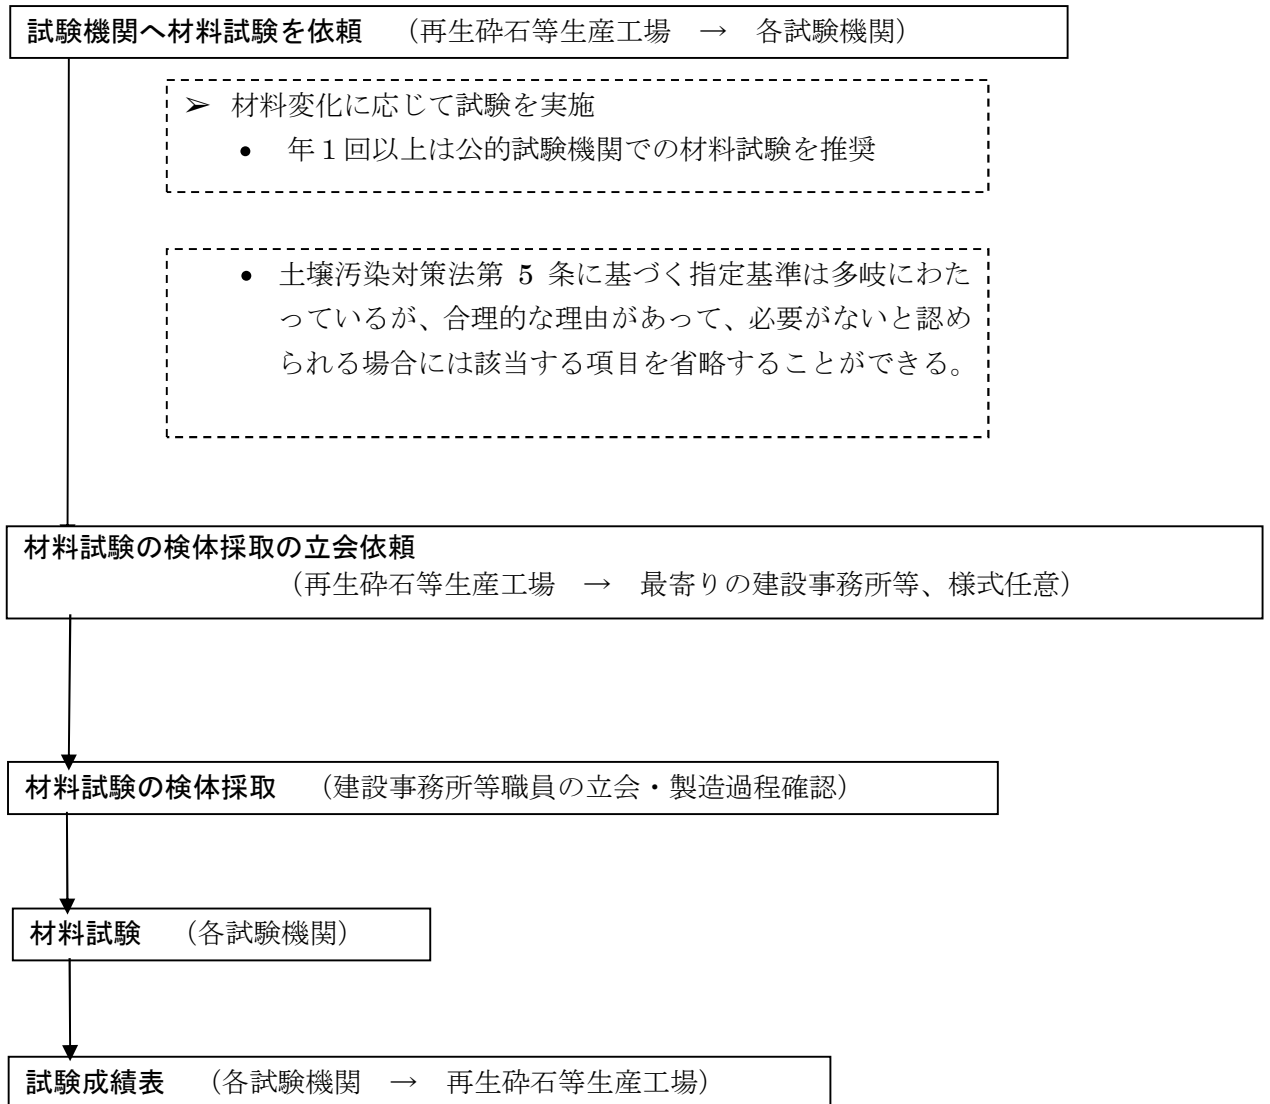 試験機関へ材料試験を依頼　（再生砕石等生産工場　→　各試験機関）
➢ 材料変化に応じて試験を実施
• 年１回以上は公的試験機関での材料試験を推奨
• 土壌汚染対策法第 5 条に基づく指定基準は多岐にわた
っているが、合理的な理由があって、必要がないと認め
られる場合には該当する項目を省略することができる。
材料試験の検体採取の立会依頼
（再生砕石等生産工場　→　最寄りの建設事務所等、様式任意）
材料試験の検体採取　（建設事務所等職員の立会・製造過程確認）
材料試験　（各試験機関）
試験成績表　（各試験機関　→　再生砕石等生産工場）